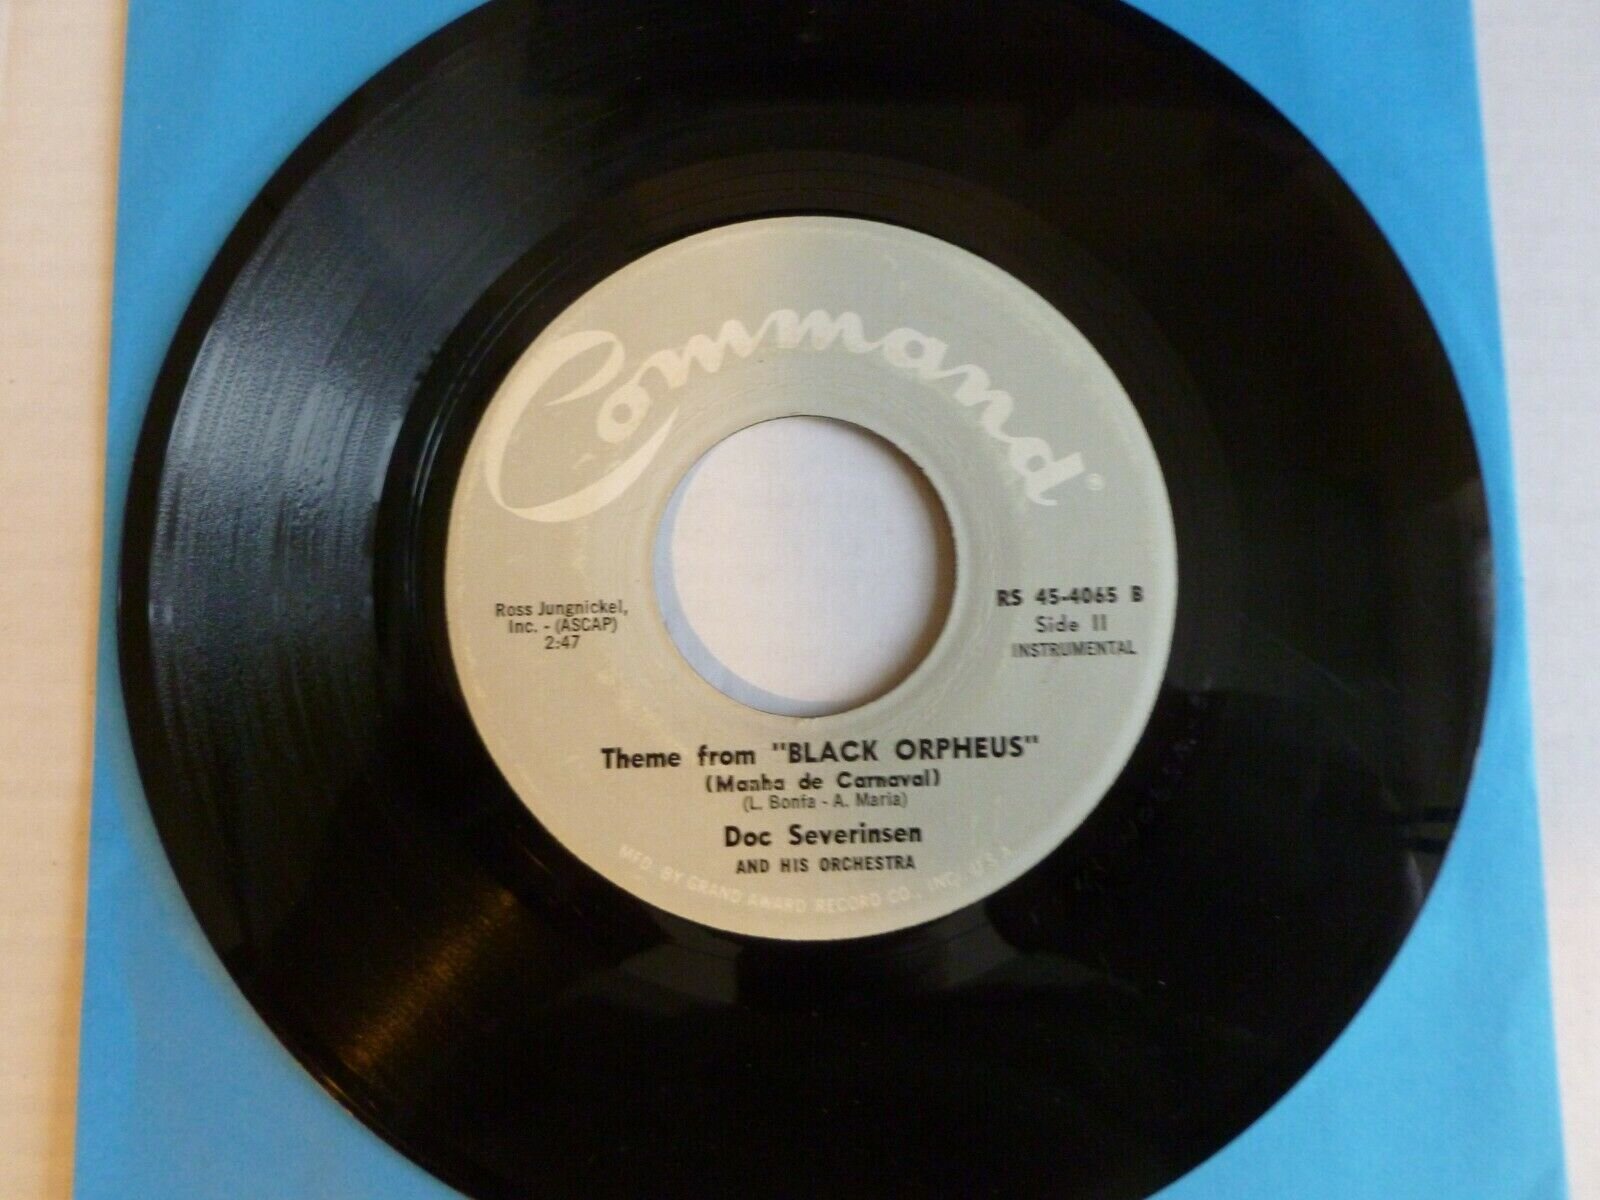 Command®
Ross Jungnickel,
Inc. - (ASCAP)
2:47
RS 45-4065 B
Side II
INSTRUMENTAL
Theme from "BLACK ORPHEUS"
(Manha de Carnaval)
(L. Bonfa - A. Maria)
Doc Severinsen
AND HIS ORCHESTRA
MFD. BY GRAND AWARD RECORD CO., INC. U.S.A.